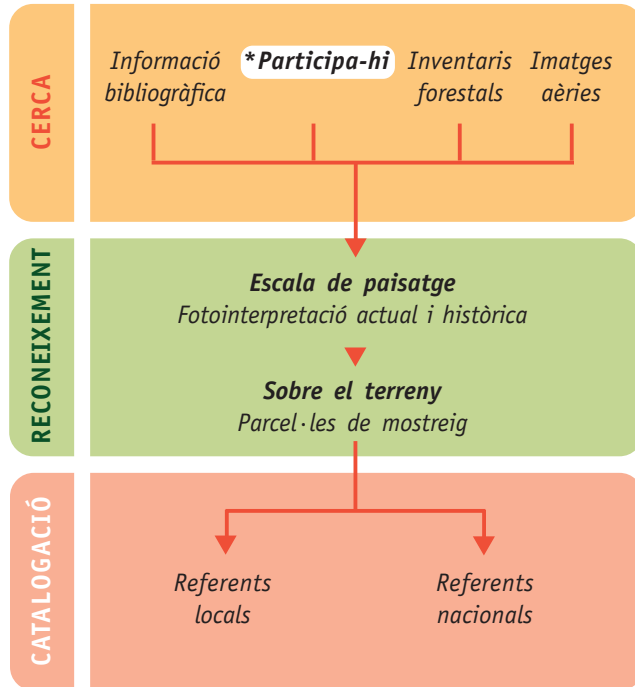 CERCA
Informació
bibliogràfica
*Participa-hi
Inventaris
forestals
Imatges
aèries
RECONEIXEMENT
Escala de paisatge
Fotointerpretació actual i històrica
Sobre el terreny
Parcel·les de mostreig
CATALOGACIÓ
Referents
locals
Referents
nacionals